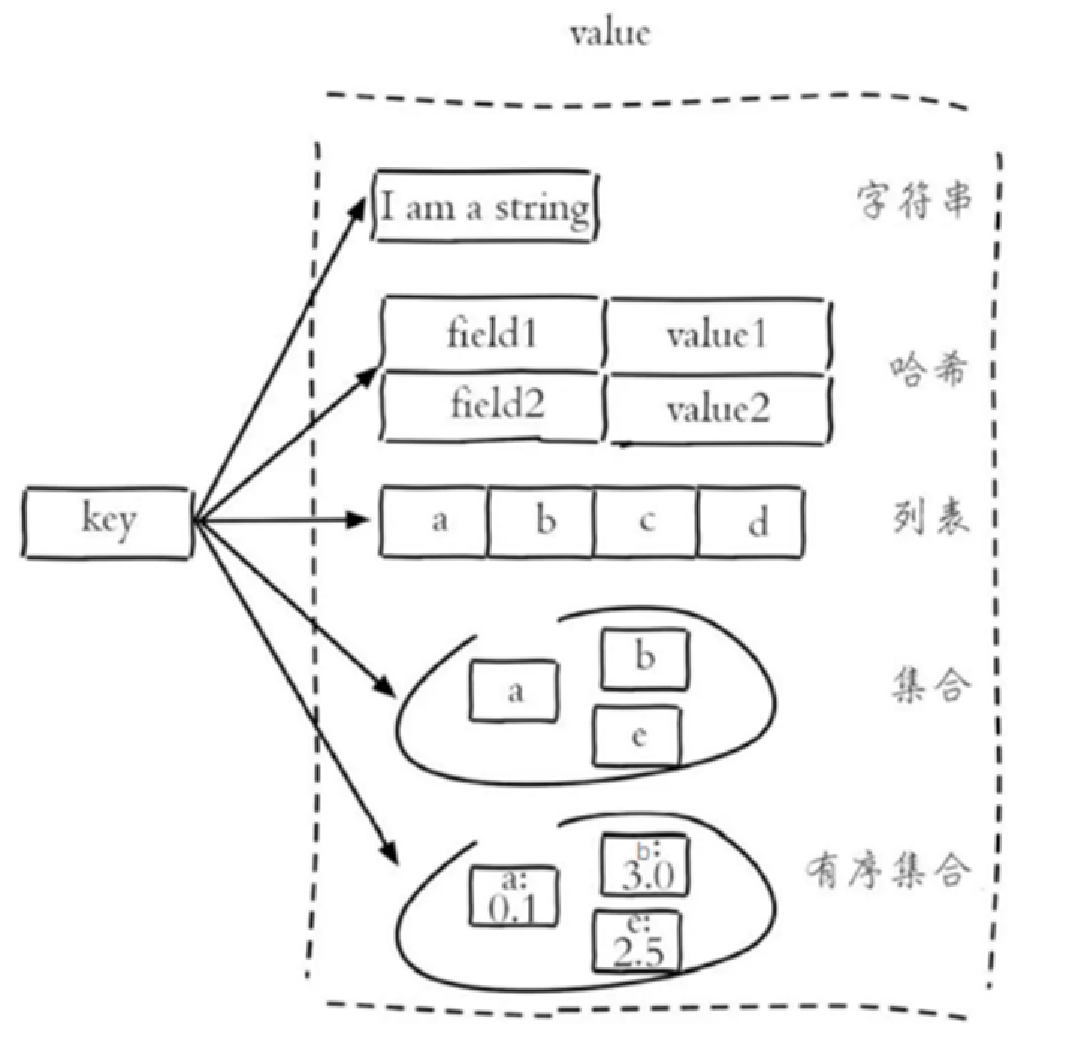 value
I am a string
字符串
field1 value1
哈希
field2 value2
key
a b c d
列表
b
a
集合
e
b:
3.0
a:
0.1
有序集合
e:
2.5